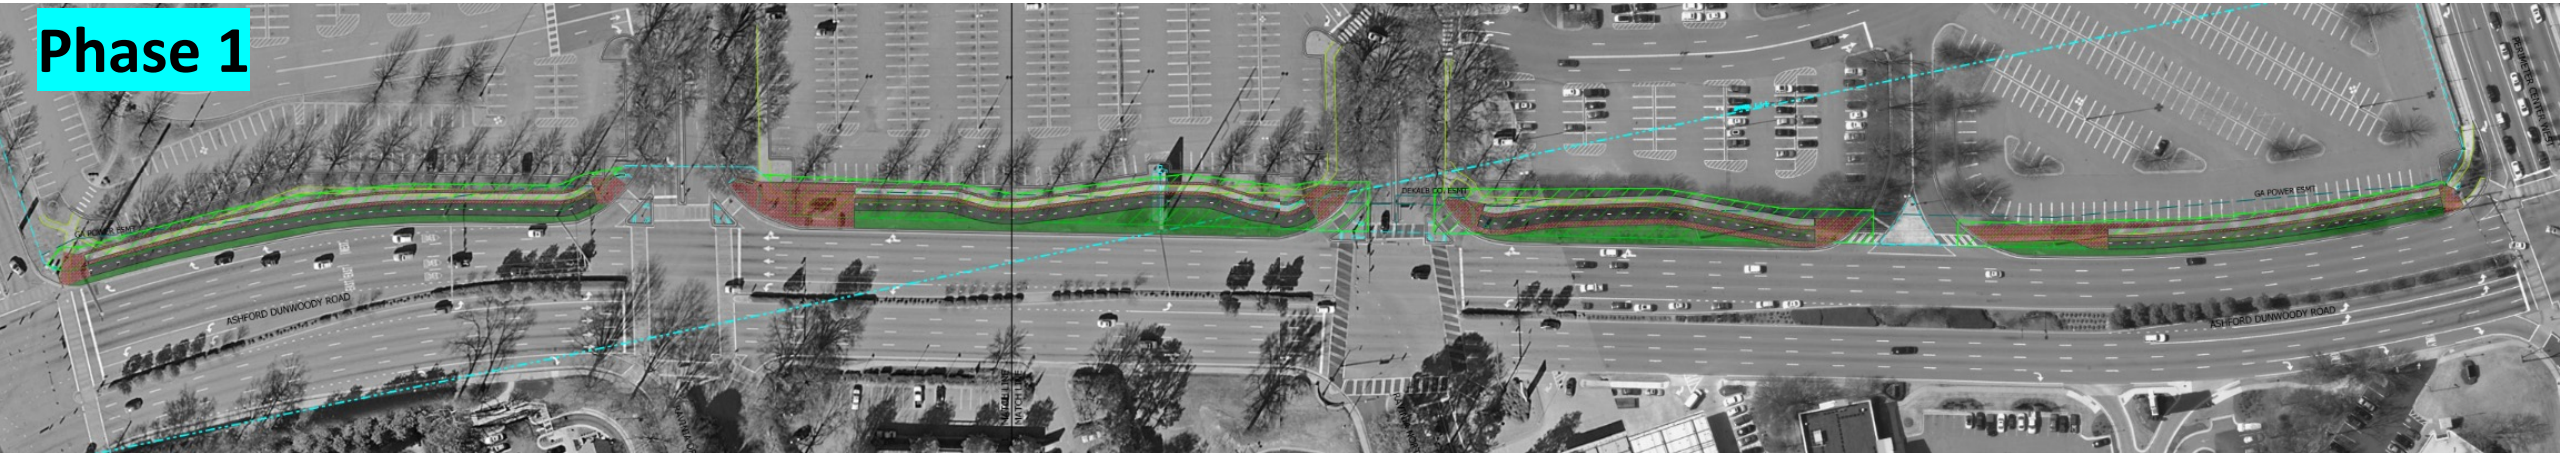 Phase 1
PERIMETER CENTER WEST
DEKALB CO. ESMT
GA POWER ESMT
GA POWER ESMT
ASHFORD DUNWOODY ROAD
ASHFORD DUNWOODY ROAD
MATCH LINE
MATCH LINE